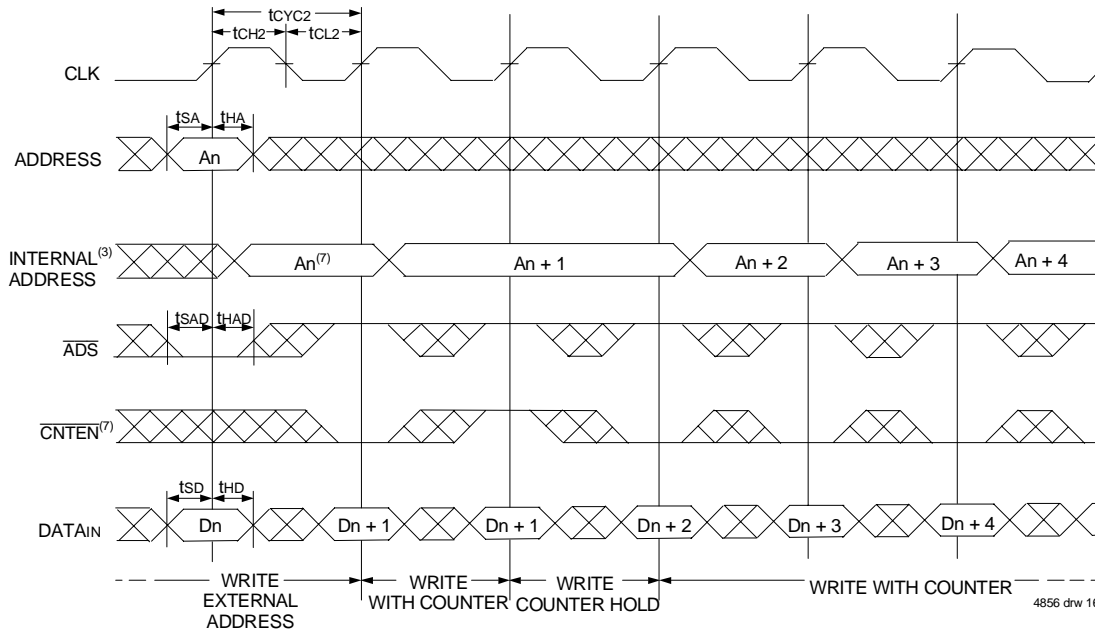 tCYC2
tCH2 tCL2
CLK
tSA tHA
ADDRESS An
INTERNAL(3)
ADDRESS
An(7) An + 1 An + 2 An + 3 An + 4
tSAD tHAD
ADS
CNTEN(7)
tSD tHD
DATAIN Dn Dn + 1 Dn + 1 Dn + 2 Dn + 3 Dn + 4
WRITE
EXTERNAL
ADDRESS
WRITE
WITH COUNTER
WRITE
COUNTER HOLD
WRITE WITH COUNTER
4856 drw 16